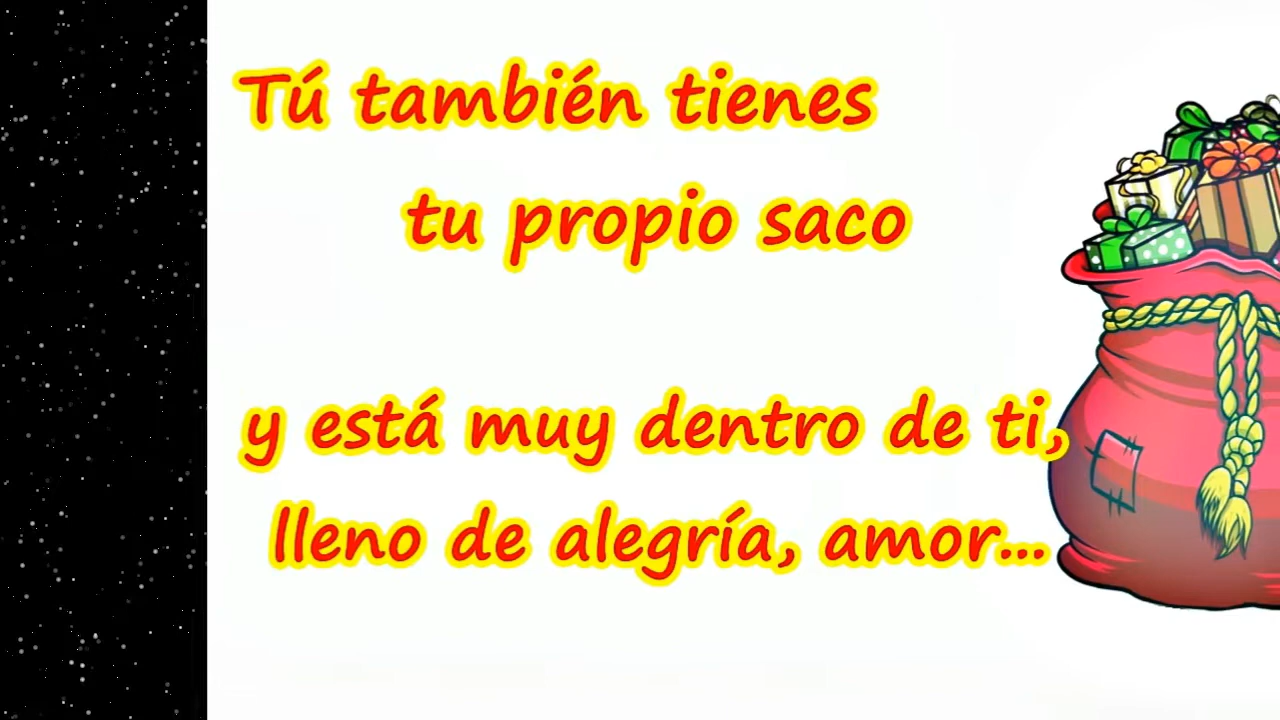 Tú también tienes
tu propio saco
y está muy dentro de ti,
lleno de alegría, amor...